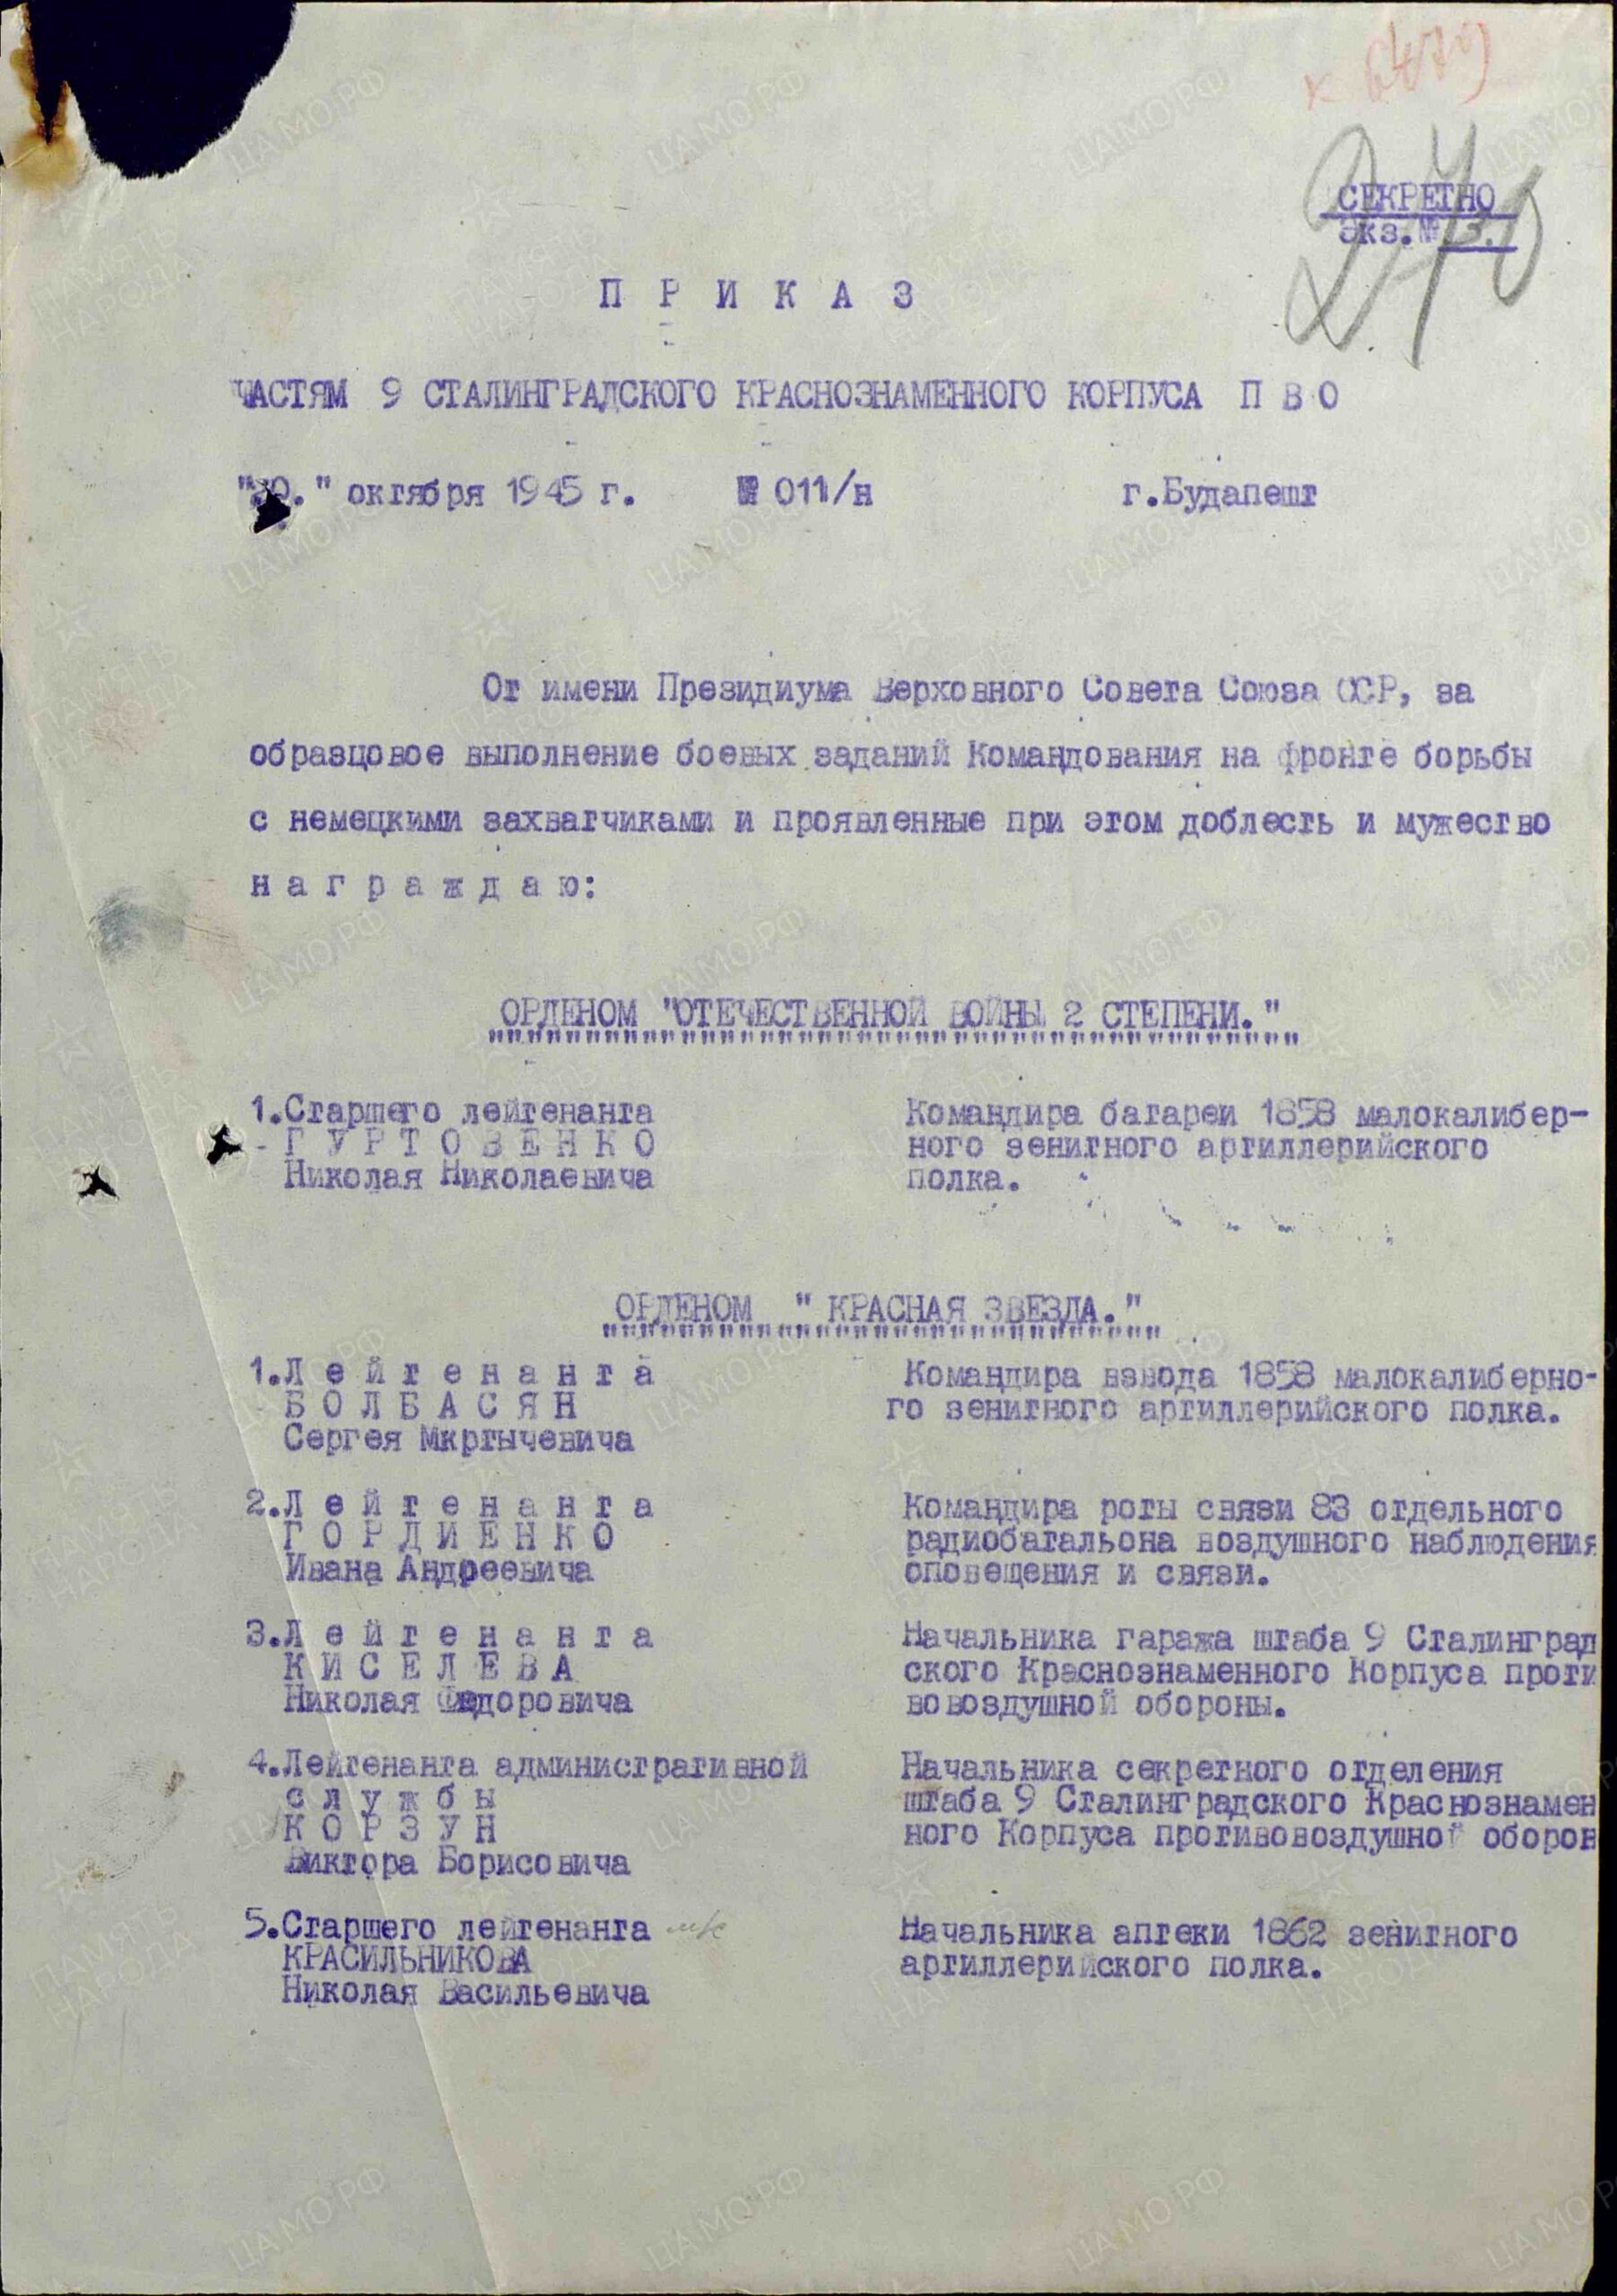 СЕКРЕТНО
Экз.№ 3.
П Р И К А З
ЧАСТЯМ 9 СТАЛИНГРАДСКОГО КРАСНОЗНАМЕННОГО КОРПУСА П В О
октября 1945 г. № 011/н г.Будапешт
От имени Президиума Верховного Совета Союза ССР, за
образцовое выполнение боевых заданий Командования на фронте борьбы
с немецкими захватчиками и проявленные при этом доблесть и мужество
н а г р а ж д а ю:
ОРДЕНОМ "ОТЕЧЕСТВЕННОЙ ВОЙНЫ 2 СТЕПЕНИ."
1.Старшего лейтенанта Командира батареи 1858 малокалибер-
- Г У Р Т О В Е Н К О ного зенитного артиллерийского
Николая Николаевича полка.
ОРДЕНОМ " КРАСНАЯ ЗВЕЗДА."
1.Л е й т е н а н т а Командира взвода 1858 малокалиберно-
Б О Л Б А С Я Н го зенитного артиллерийского полка.
Сергея Мкртычевича
2.Л е й т е н а н т а Командира роты связи 83 отдельного
Г О Р Д И Е Н К О радиобатальона воздушного наблюдения
Ивана Андреевича оповещения и связи.
3.Л е й т е н а н т а Начальника гаража штаба 9 Сталинград
К И С Е Л Е В А ского Краснознаменного Корпуса проти
Николая Федоровича вовоздушной обороны.
4.Лейтенанта административной Начальника секретного отделения
с л у ж б ы штаба 9 Сталинградского Краснознамен
К О Р З У Н ного Корпуса противовоздушной оборон
Виктора Борисовича
5.Старшего лейтенанта м/с Начальника аптеки 1862 зенитного
КРАСИЛЬНИКОВА артиллерийского полка.
Николая Васильевича